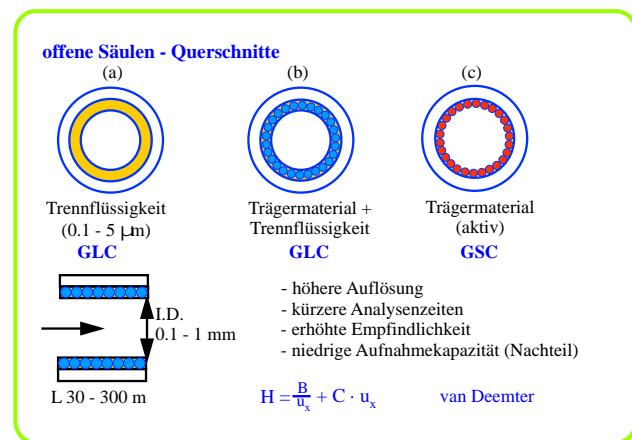 offene Säulen - Querschnitte
(a)
(b)
(c)
Trennflüssigkeit
(0.1 - 5 µm)
GLC
Trägermaterial +
Trennflüssigkeit
GLC
Trägermaterial
(aktiv)
GSC
I.D.
0.1 - 1 mm
L 30 - 300 m
- höhere Auflösung
- kürzere Analysenzeiten
- erhöhte Empfindlichkeit
- niedrige Aufnahmekapazität (Nachteil)
H = B/u_x + C · u_x van Deemter